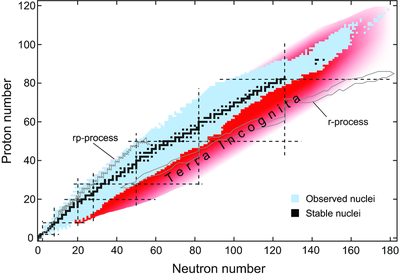 120
100
80
60
40
20
0
Proton number
rp-process
Terra Incognita
r-process
Observed nuclei
Stable nuclei
0 20 40 60 80 100 120 140 160 180
Neutron number